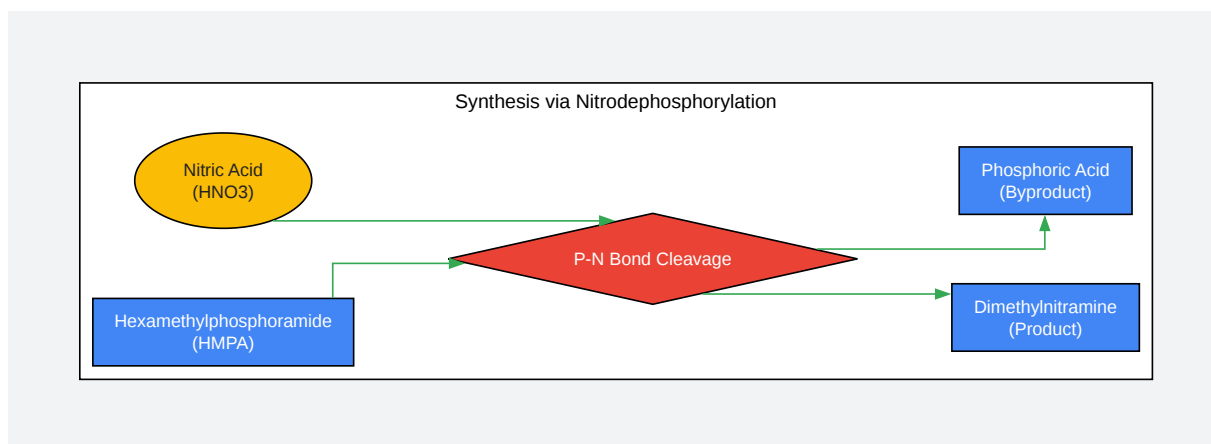 Synthesis via Nitrodephosphorylation
Nitric Acid
(HNO3)
Phosphoric Acid
(Byproduct)
P-N Bond Cleavage
Hexamethylphosphoramide
(HMPA)
Dimethylnitramine
(Product)